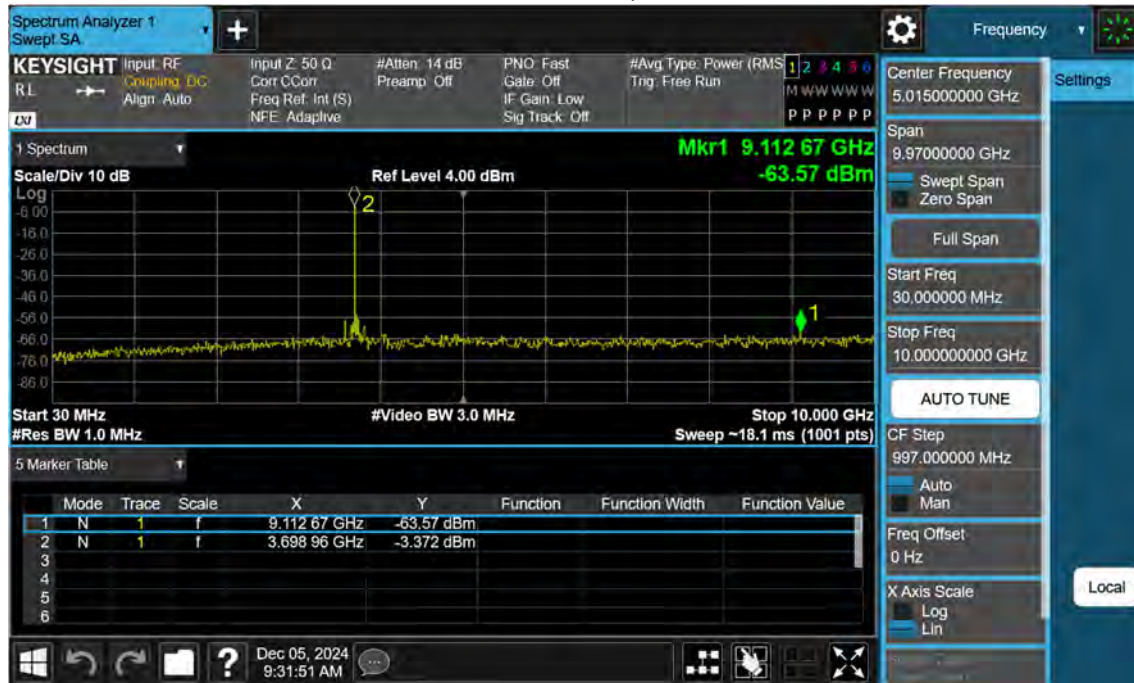 Spectrum Analyzer 1
Swept SA
Frequency
KEYSIGHT Input: RF Input Z: 50 Ω #Atten: 14 dB PNO: Fast #Avg Type: Power (RMS 1 2 3 4 5 6
RL Coupling: DC Corr CCorr Preamp: Off Gate: Off Trig: Free Run M W W W W W
Align: Auto Freq Ref: Int (S) IF Gain: Low
LXI NFE: Adaptive Sig Track: Off P P P P P P
1 Spectrum
Mkr1 9.112 67 GHz
Scale/Div 10 dB Ref Level 4.00 dBm -63.57 dBm
Log
-6.00
-16.0
-26.0
-36.0
-46.0
-56.0
-66.0
-76.0
-86.0
2
1
Start 30 MHz #Video BW 3.0 MHz Stop 10.000 GHz
#Res BW 1.0 MHz Sweep ~18.1 ms (1001 pts)
5 Marker Table
Mode Trace Scale X Y Function Function Width Function Value
1 N 1 f 9.112 67 GHz -63.57 dBm
2 N 1 f 3.698 96 GHz -3.372 dBm
3
4
5
6
Dec 05, 2024
9:31:51 AM
Center Frequency
5.015000000 GHz
Span
9.97000000 GHz
Swept Span
Zero Span
Full Span
Start Freq
30.000000 MHz
Stop Freq
10.000000000 GHz
AUTO TUNE
CF Step
997.000000 MHz
Auto
Man
Freq Offset
0 Hz
X Axis Scale
Log
Lin
Settings
Local